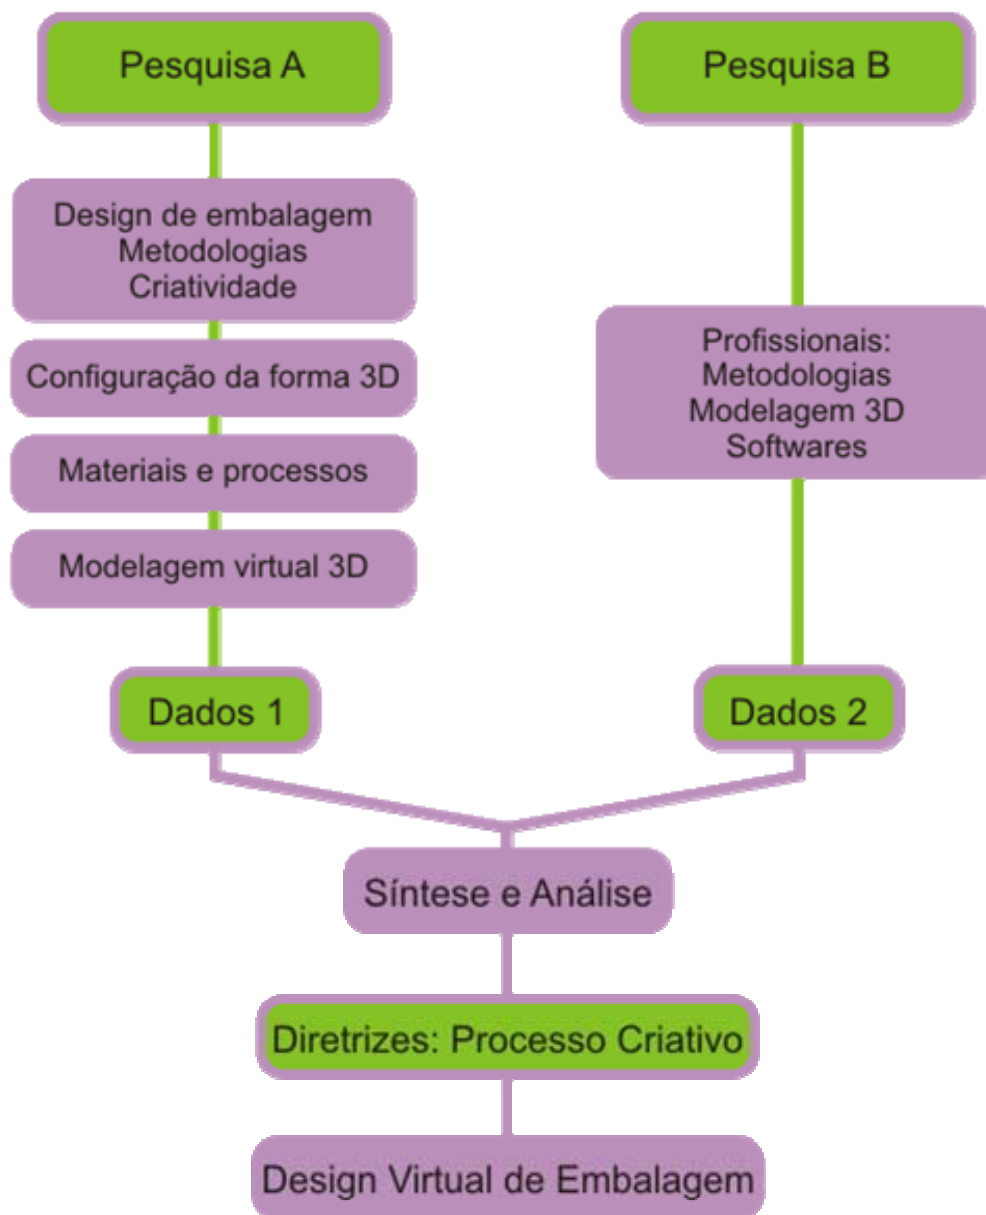 Pesquisa A
Design de embalagem
Metodologias
Criatividade
Configuração da forma 3D
Materiais e processos
Modelagem virtual 3D
Dados 1
Pesquisa B
Profissionais:
Metodologias
Modelagem 3D
Softwares
Dados 2
Síntese e Análise
Diretrizes: Processo Criativo
Design Virtual de Embalagem